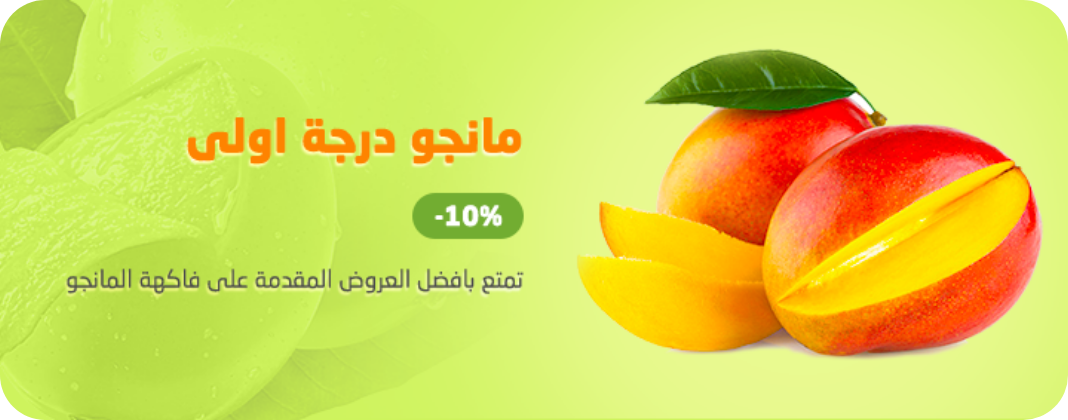 مانجو درجة اولى
-10%
تمتع بافضل العروض المقدمة على فاكهة المانجو